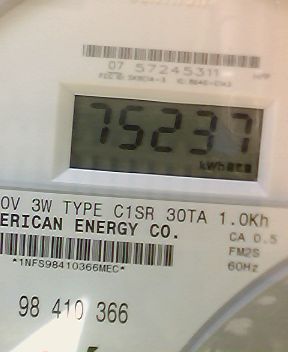 07 57245311
75237
kWhata
0V 3W TYPE C1SR 30TA 1.0Kh
ERICAN ENERGY CO.
CA 0.5
FM2S
60Hz
*1NFS98410366MEC*
98 410 366